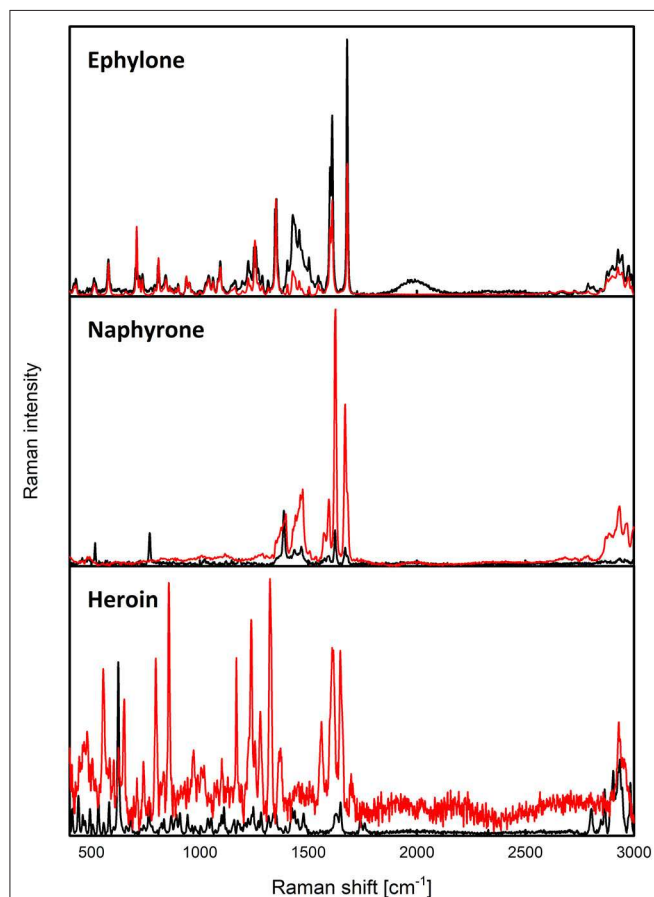 Ephylone
Naphyrone
Heroin
Raman intensity
500 1000 1500 2000 2500 3000
Raman shift [cm⁻¹]